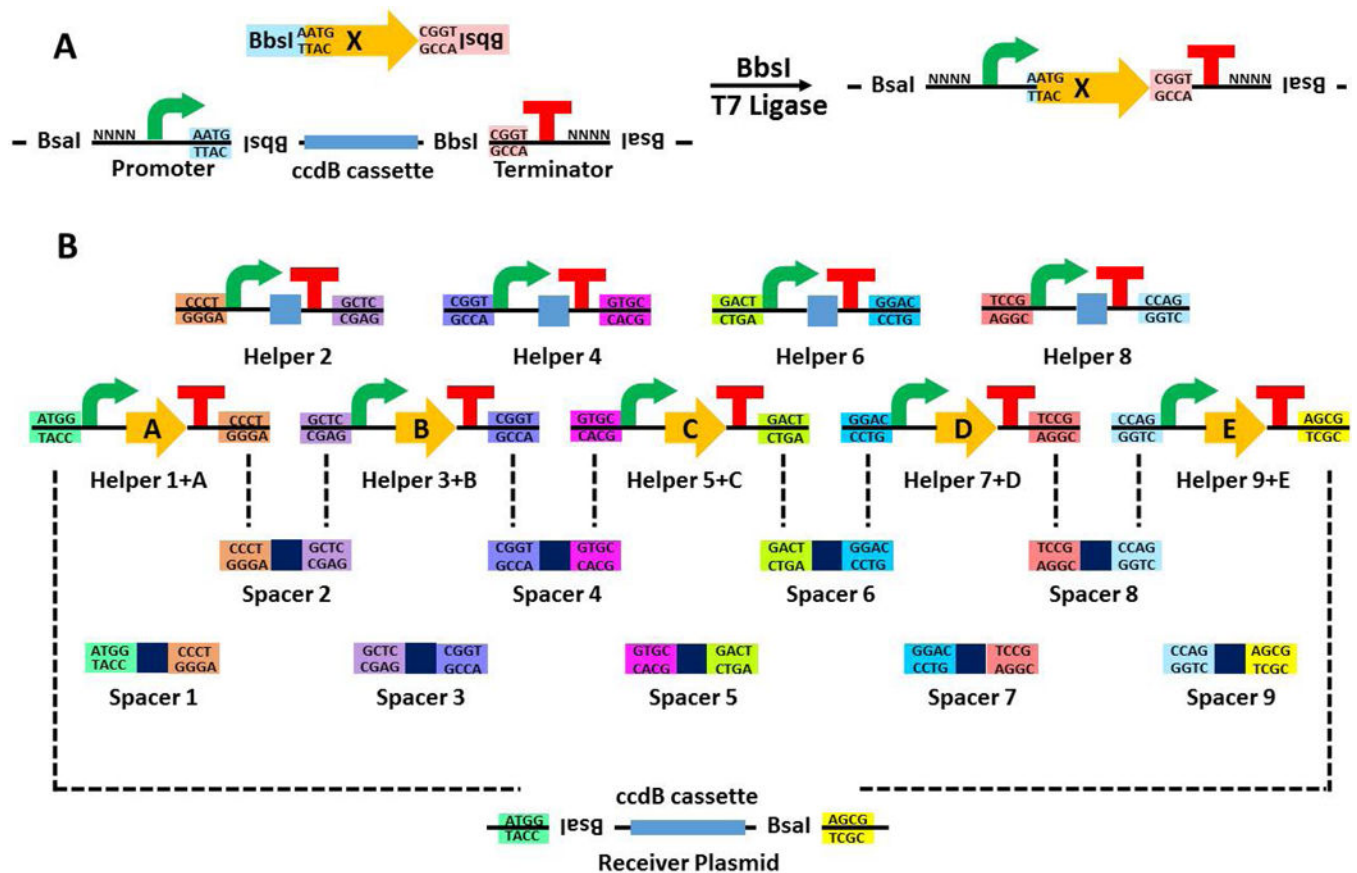 A
BbsI AATG X CGGT BbsI
TTAC GCCA
BbsI
T7 Ligase
BsaI NNNN AATG X CGGT NNNN BsaI
TTAC GCCA
BsaI NNNN AATG BbsI BbsI CGGT NNNN BsaI
TTAC GCCA
Promoter ccdB cassette Terminator
B
CCCT GCTC CGGT GTGC GACT GGAC TCCG CCAG
GGGA CGAG GCCA CACG CTGA CCTG AGGC GGTC
Helper 2 Helper 4 Helper 6 Helper 8
ATGG A CCCT GCTC B CGGT GTGC C GACT GGAC D TCCG CCAG E AGCG
TACC GGGA CGAG GCCA CACG CTGA CCTG AGGC GGTC TCGC
Helper 1+A Helper 3+B Helper 5+C Helper 7+D Helper 9+E
CCCT GCTC CGGT GTGC GACT GGAC TCCG CCAG
GGGA CGAG GCCA CACG CTGA CCTG AGGC GGTC
Spacer 2 Spacer 4 Spacer 6 Spacer 8
ATGG CCCT GCTC CGGT GTGC GACT GGAC TCCG CCAG AGCG
TACC GGGA CGAG GCCA CACG CTGA CCTG AGGC GGTC TCGC
Spacer 1 Spacer 3 Spacer 5 Spacer 7 Spacer 9
ccdB cassette
ATGG BsaI BsaI AGCG
TACC TCGC
Receiver Plasmid